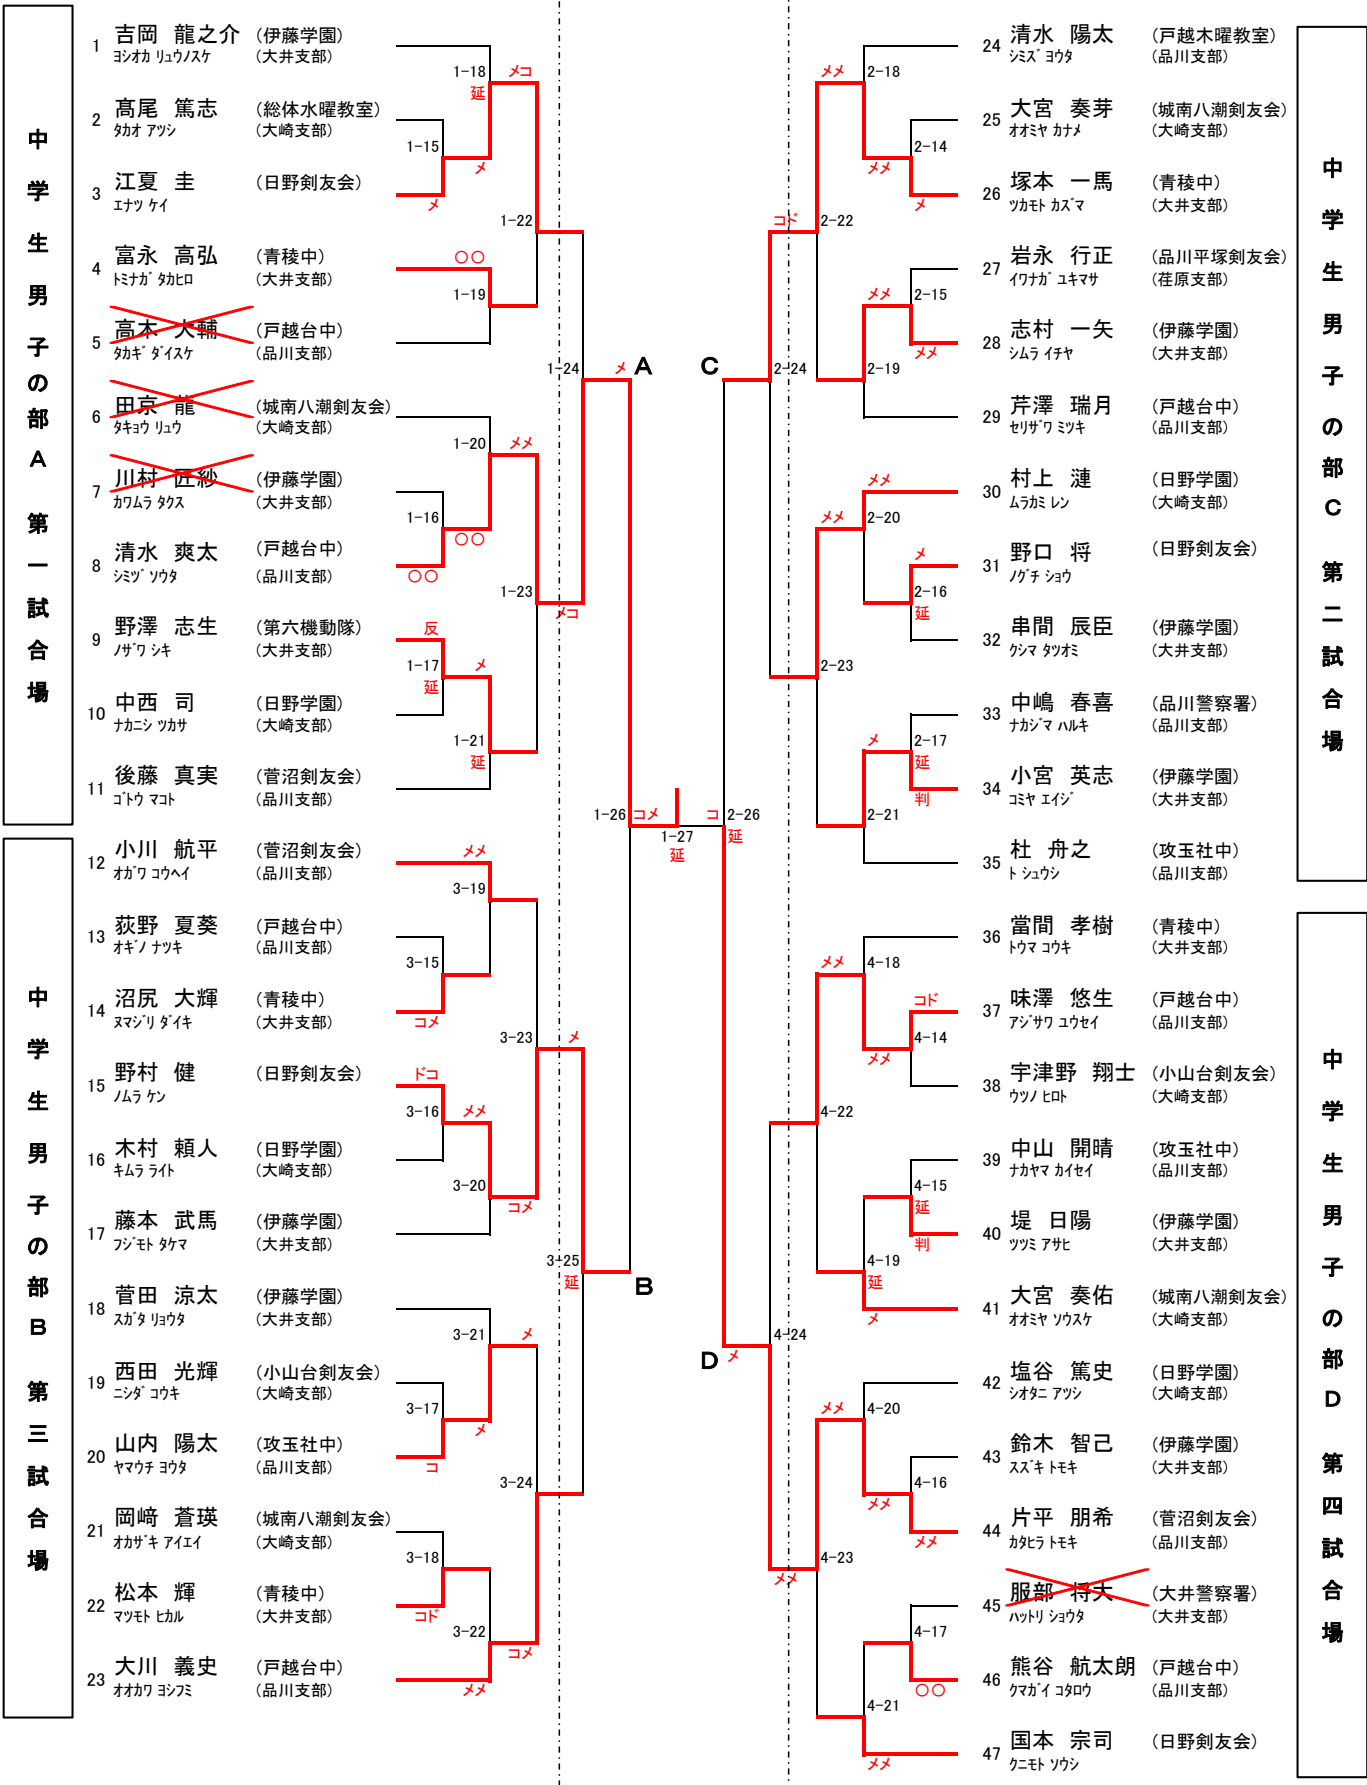 中学生男子の部A 第一試合場
1 吉岡 龍之介 (伊藤学園)
ヨシオカ リュウノスケ (大井支部)
2 髙尾 篤志 (総体水曜教室)
タカオ アツシ (大崎支部)
3 江夏 圭 (日野剣友会)
エナツ ケイ
4 富永 高弘 (青稜中)
トミナガ タカヒロ (大井支部)
5 高木 大輔 (戸越台中)
タカギ ダイスケ (品川支部)
6 田京 龍 (城南八潮剣友会)
タキョウ リュウ (大崎支部)
7 川村 匠紗 (伊藤学園)
カワムラ タクス (大井支部)
8 清水 爽太 (戸越台中)
シミヅ ソウタ (品川支部)
9 野澤 志生 (第六機動隊)
ノザワ シキ (大井支部)
10 中西 司 (日野学園)
ナカニシ ツカサ (大崎支部)
11 後藤 真実 (菅沼剣友会)
ゴトウ マコト (品川支部)
1-18
延
メコ
1-15
メ
メ
1-22
○○
1-19
1-24
メ
A
1-20
メメ
1-16
○○
○○
1-23
メコ
反
1-17
延
メ
1-21
延
中学生男子の部B 第三試合場
12 小川 航平 (菅沼剣友会)
オガワ コウヘイ (品川支部)
13 荻野 夏葵 (戸越台中)
オギノ ナツキ (品川支部)
14 沼尻 大輝 (青稜中)
ヌマジリ ダイキ (大井支部)
15 野村 健 (日野剣友会)
ノムラ ケン
16 木村 頼人 (日野学園)
キムラ ライト (大崎支部)
17 藤本 武馬 (伊藤学園)
フジモト タケマ (大井支部)
18 菅田 涼太 (伊藤学園)
スガタ リョウタ (大井支部)
19 西田 光輝 (小山台剣友会)
ニシダ コウキ (大崎支部)
20 山内 陽太 (攻玉社中)
ヤマウチ ヨウタ (品川支部)
21 岡﨑 蒼瑛 (城南八潮剣友会)
オカザキ アイエイ (大崎支部)
22 松本 輝 (青稜中)
マツモト ヒカル (大井支部)
23 大川 義史 (戸越台中)
オオカワ ヨシフミ (品川支部)
メメ
3-19
3-15
コメ
3-23
メ
ドコ
3-16
メメ
3-20
コメ
3-25
延
B
3-21
メ
3-17
メ
コ
3-24
3-18
コド
3-22
コメ
メメ
1-26
コメ
1-27
延
コ
2-26
延
中学生男子の部C 第二試合場
24 清水 陽太 (戸越木曜教室)
シミズ ヨウタ (品川支部)
25 大宮 奏芽 (城南八潮剣友会)
オオミヤ カナメ (大崎支部)
26 塚本 一馬 (青稜中)
ツカモト カズマ (大井支部)
27 岩永 行正 (品川平塚剣友会)
イワナガ ユキマサ (荏原支部)
28 志村 一矢 (伊藤学園)
シムラ イチヤ (大井支部)
29 芹澤 瑞月 (戸越台中)
セリザワ ミツキ (品川支部)
30 村上 漣 (日野学園)
ムラカミ レン (大崎支部)
31 野口 将 (日野剣友会)
ノグチ ショウ
32 串間 辰臣 (伊藤学園)
クシマ タツオミ (大井支部)
33 中嶋 春喜 (品川警察署)
ナカジマ ハルキ (品川支部)
34 小宮 英志 (伊藤学園)
コミヤ エイジ (大井支部)
35 杜 舟之 (攻玉社中)
ト シュウシ (品川支部)
メメ
2-18
2-14
メメ
メ
コド
2-22
メメ
2-15
メメ
2-19
C
2-24
メメ
メメ
2-20
メ
2-16
延
2-23
メ
2-17
延
判
2-21
中学生男子の部D 第四試合場
36 當間 孝樹 (青稜中)
トウマ コウキ (大井支部)
37 味澤 悠生 (戸越台中)
アジサワ ユウセイ (品川支部)
38 宇津野 翔士 (小山台剣友会)
ウツノ ヒロト (大崎支部)
39 中山 開晴 (攻玉社中)
ナカヤマ カイセイ (品川支部)
40 堤 日陽 (伊藤学園)
ツツミ アサヒ (大井支部)
41 大宮 奏佑 (城南八潮剣友会)
オオミヤ ソウスケ (大崎支部)
42 塩谷 篤史 (日野学園)
シオタニ アツシ (大崎支部)
43 鈴木 智己 (伊藤学園)
スズキ トモキ (大井支部)
44 片平 朋希 (菅沼剣友会)
カタヒラ トモキ (品川支部)
45 服部 将大 (大井警察署)
ハットリ ショウタ (大井支部)
46 熊谷 航太朗 (戸越台中)
クマガイ コタロウ (品川支部)
47 国本 宗司 (日野剣友会)
クニモト ソウシ
メメ
4-18
コド
4-14
メメ
4-22
4-15
延
判
4-19
延
メ
4-24
D
メ
メメ
4-20
4-16
メメ
メメ
4-23
メメ
4-17
○○
4-21
メメ